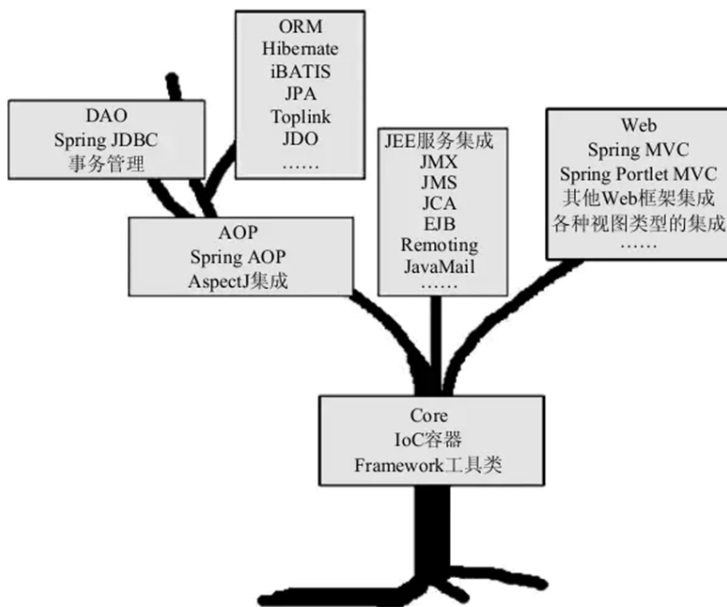 ORM
Hibernate
iBATIS
JPA
Toplink
JDO
……
DAO
Spring JDBC
事务管理
JEE服务集成
JMX
JMS
JCA
EJB
Remoting
JavaMail
……
Web
Spring MVC
Spring Portlet MVC
其他Web框架集成
各种视图类型的集成
……
AOP
Spring AOP
AspectJ集成
Core
IoC容器
Framework工具类